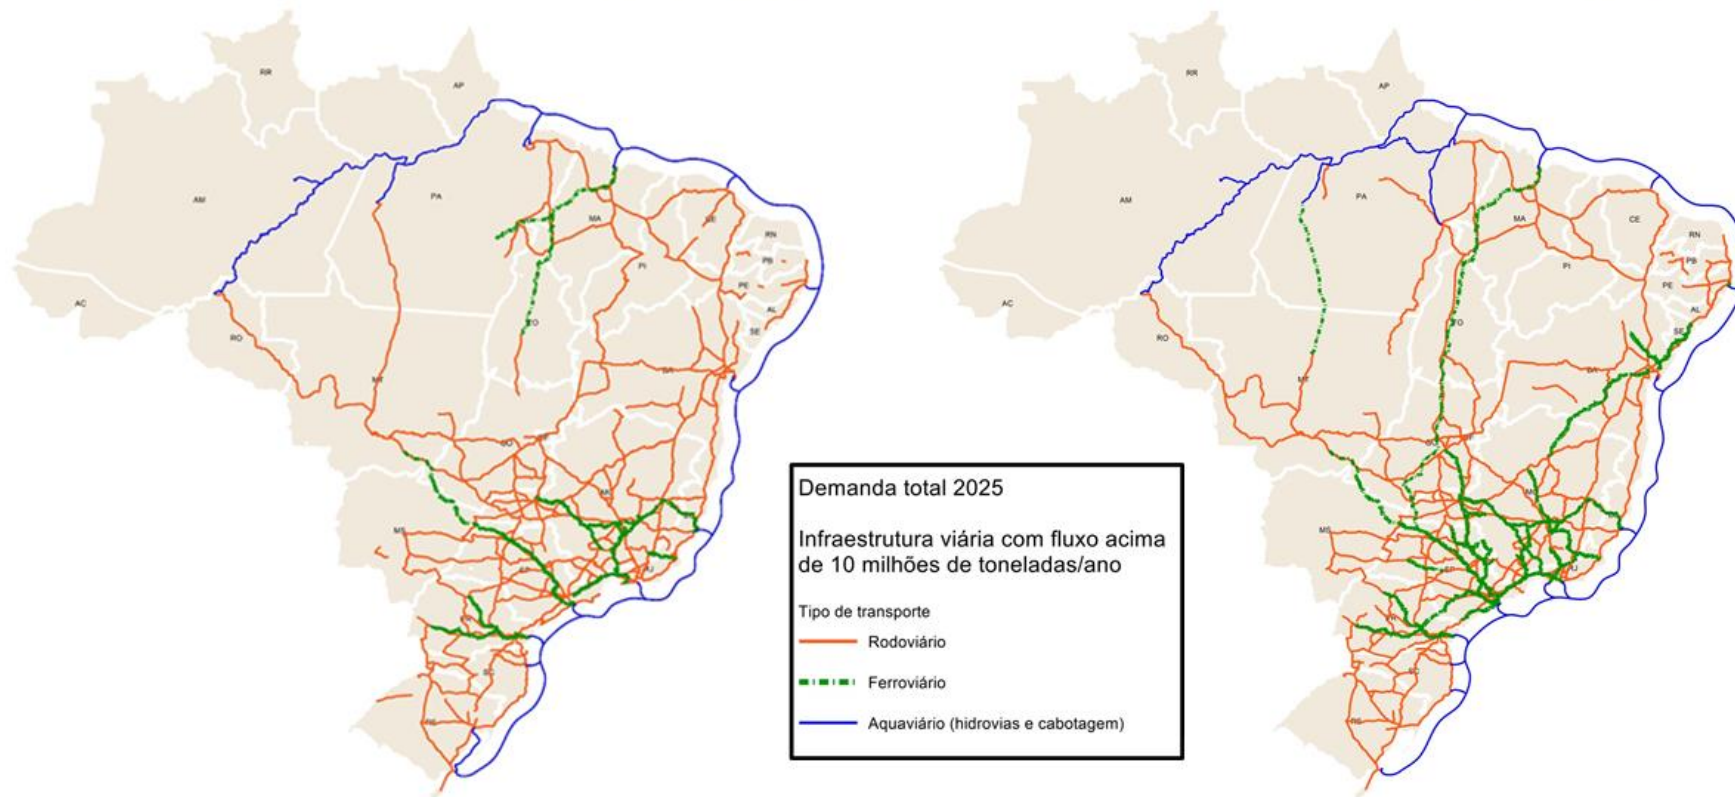 RR
AP
AM
PA
MA
CE
RN
PB
PI
PE
AL
SE
AC
TO
RO
BA
MT
GO
DF
MG
MS
ES
SP
RJ
PR
SC
RS
Demanda total 2025
Infraestrutura viária com fluxo acima
de 10 milhões de toneladas/ano
Tipo de transporte
Rodoviário
Ferroviário
Aquaviário (hidrovias e cabotagem)
RR
AP
AM
PA
MA
CE
RN
PB
PI
PE
AL
SE
AC
TO
RO
BA
MT
GO
MG
MS
SP
RJ
PR
SC
RS